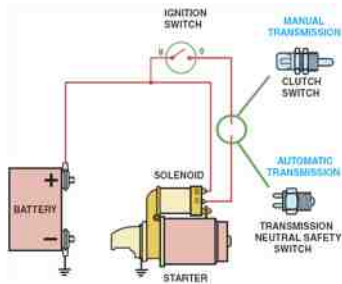 IGNITION
SWITCH
MANUAL
TRANSMISSION
CLUTCH
SWITCH
AUTOMATIC
TRANSMISSION
SOLENOID
BATTERY
+
−
TRANSMISSION
NEUTRAL SAFETY
SWITCH
STARTER